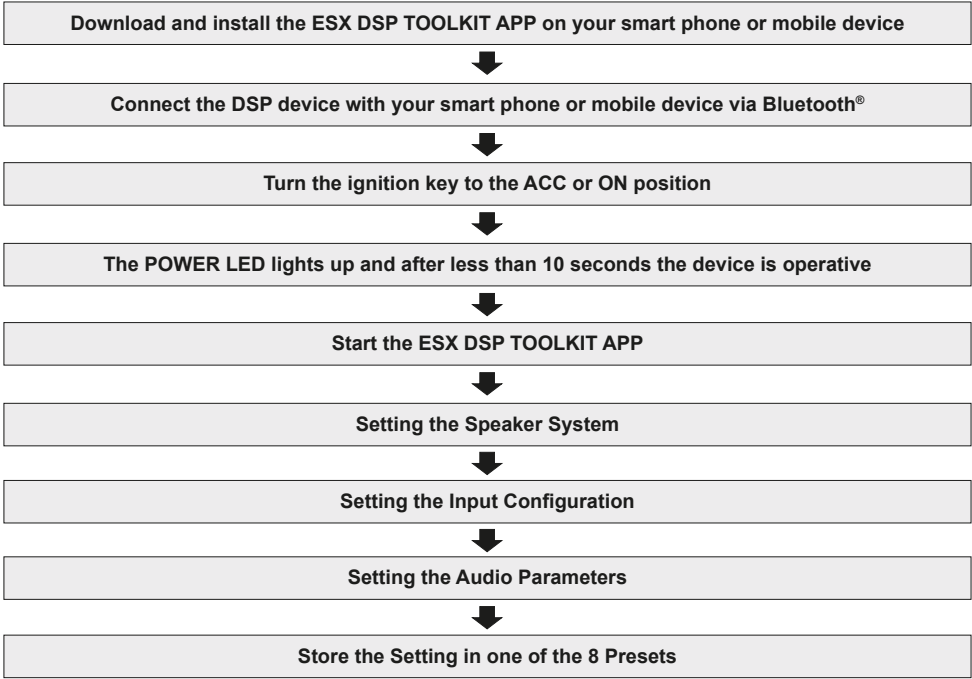 Download and install the ESX DSP TOOLKIT APP on your smart phone or mobile device
Connect the DSP device with your smart phone or mobile device via Bluetooth®
Turn the ignition key to the ACC or ON position
The POWER LED lights up and after less than 10 seconds the device is operative
Start the ESX DSP TOOLKIT APP
Setting the Speaker System
Setting the Input Configuration
Setting the Audio Parameters
Store the Setting in one of the 8 Presets